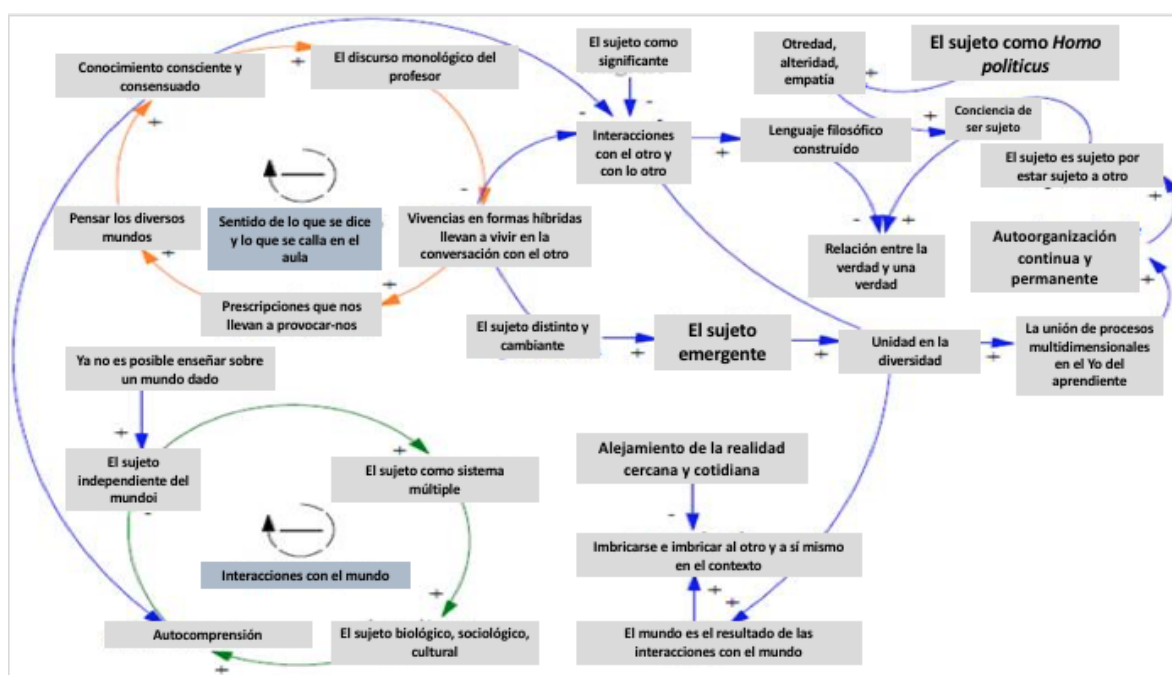 Conocimiento consciente y
consensuado
El discurso monológico del
profesor
El sujeto como
significante
Otredad,
alteridad,
empatía
El sujeto como Homo
politicus
Interacciones
con el otro y
con lo otro
Lenguaje filosófico
construído
Conciencia de
ser sujeto
El sujeto es sujeto por
estar sujeto a otro
Pensar los diversos
mundos
Sentido de lo que se dice
y lo que se calla en el
aula
Vivencias en formas híbridas
llevan a vivir en la
conversación con el otro
Relación entre la
verdad y una
verdad
Autoorganización
continua y
permanente
Prescripciones que nos
llevan a provocar-nos
El sujeto distinto y
cambiante
El sujeto
emergente
Unidad en la
diversidad
La unión de procesos
multidimensionales
en el Yo del
aprendiente
Ya no es posible enseñar sobre
un mundo dado
El sujeto
independiente del
mundoi
El sujeto como sistema
múltiple
Alejamiento de la realidad
cercana y cotidiana
Interacciones con el mundo
Imbricarse e imbricar al otro y a sí mismo
en el contexto
Autocomprensión
El sujeto biológico, sociológico,
cultural
El mundo es el resultado de las
interacciones con el mundo